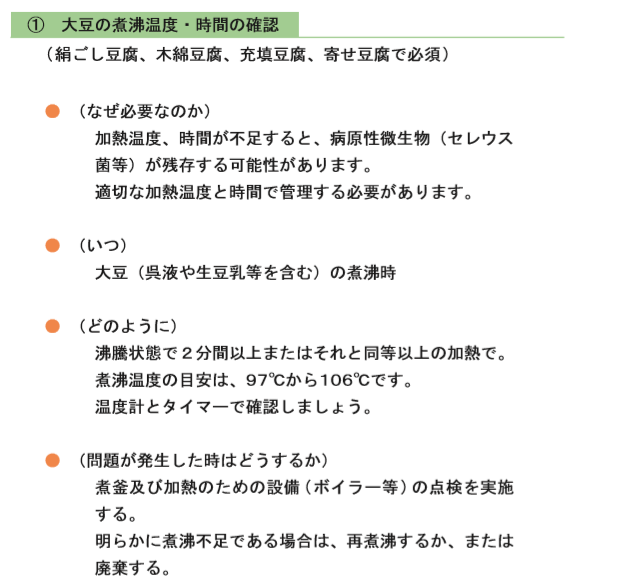 ① 大豆の煮沸温度・時間の確認
（絹ごし豆腐、木綿豆腐、充填豆腐、寄せ豆腐で必須）
● （なぜ必要なのか）
加熱温度、時間が不足すると、病原性微生物（セレウス
菌等）が残存する可能性があります。
適切な加熱温度と時間で管理する必要があります。
● （いつ）
大豆（呉液や生豆乳等を含む）の煮沸時
● （どのように）
沸騰状態で２分間以上またはそれと同等以上の加熱で。
煮沸温度の目安は、97℃から106℃です。
温度計とタイマーで確認しましょう。
● （問題が発生した時はどうするか）
煮釜及び加熱のための設備（ボイラー等）の点検を実施
する。
明らかに煮沸不足である場合は、再煮沸するか、または
廃棄する。